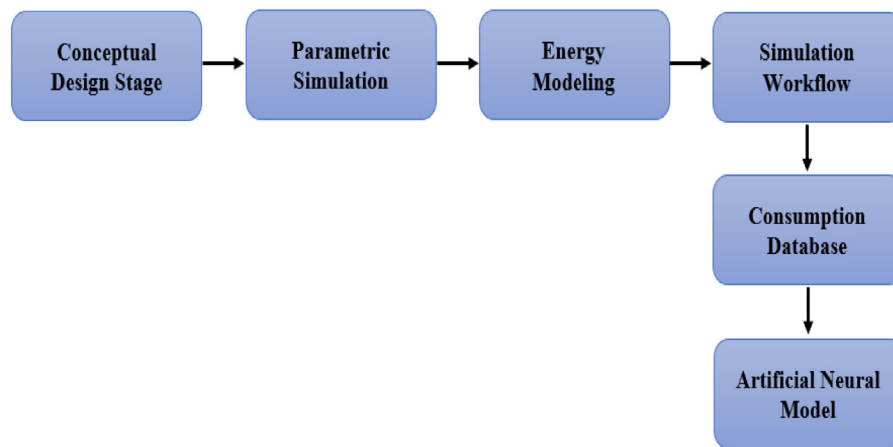 Conceptual
Design Stage
Parametric
Simulation
Energy
Modeling
Simulation
Workflow
Consumption
Database
Artificial Neural
Model